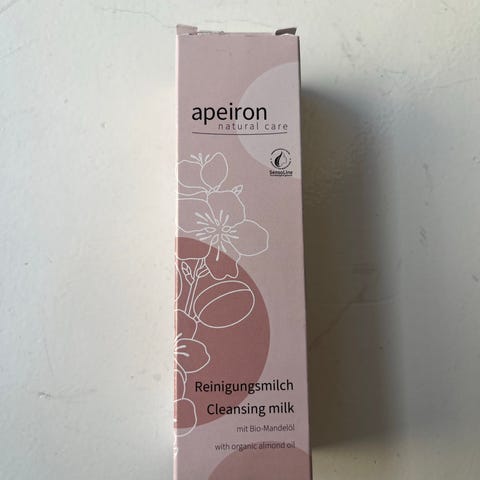 apeiron
natural care
SensoLine
Reinigungsmilch
Cleansing milk
mit Bio-Mandelöl
with organic almond oil